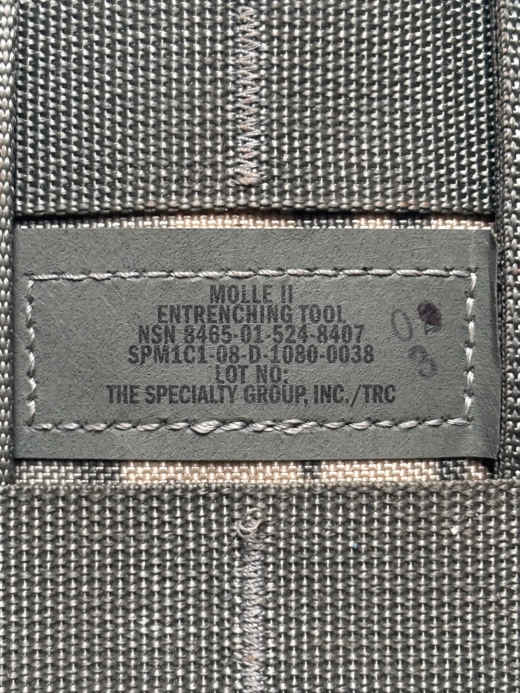 MOLLE II
ENTRENCHING TOOL
NSN 8465-01-524-8407
SPM1C1-08-D-1080-0038
LOT NO:
THE SPECIALTY GROUP, INC./TRC